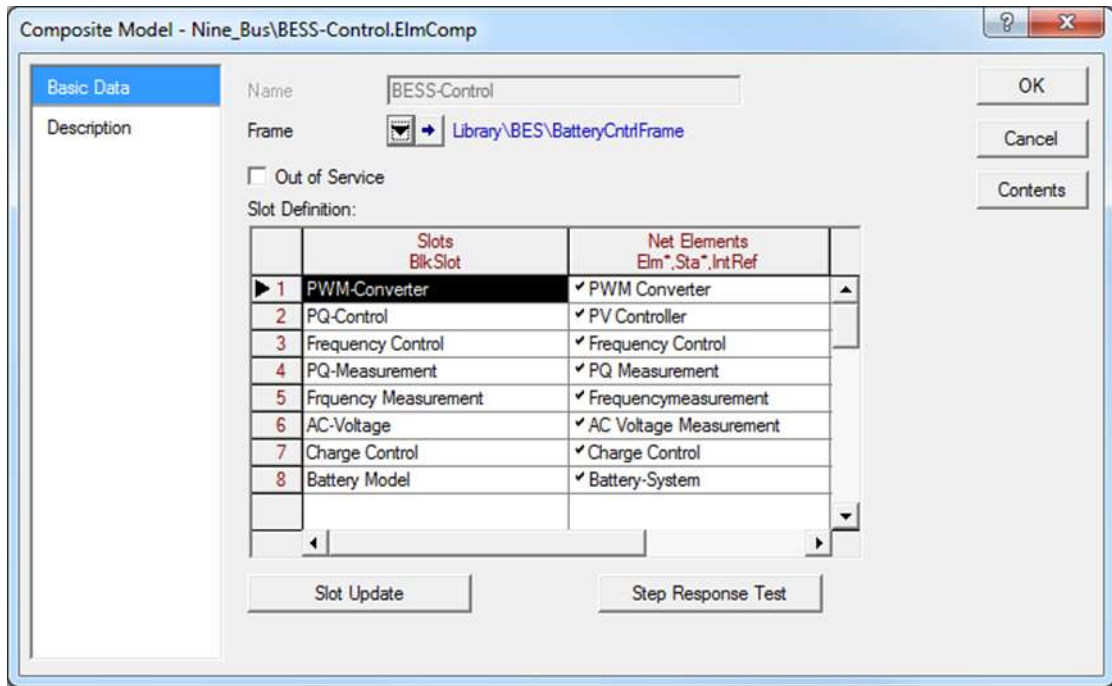 Composite Model - Nine_Bus\BESS-Control.ElmComp
Basic Data
Description
Name BESS-Control
Frame Library\BES\BatteryCntrlFrame
Out of Service
Slot Definition:
Slots Net Elements
BlkSlot Elm*,Sta*,IntRef
1 PWM-Converter PWM Converter
2 PQ-Control PV Controller
3 Frequency Control Frequency Control
4 PQ-Measurement PQ Measurement
5 Frquency Measurement Frequencymeasurement
6 AC-Voltage AC Voltage Measurement
7 Charge Control Charge Control
8 Battery Model Battery-System
Slot Update Step Response Test
OK
Cancel
Contents